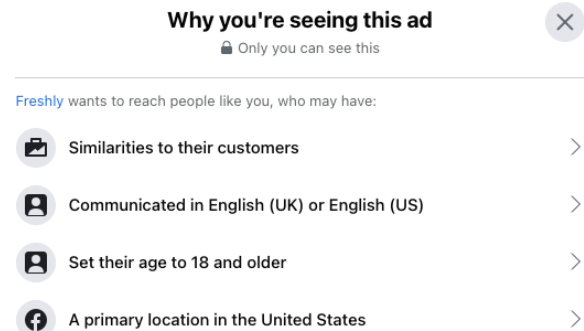 Why you're seeing this ad
Only you can see this
Freshly wants to reach people like you, who may have:
Similarities to their customers
Communicated in English (UK) or English (US)
Set their age to 18 and older
A primary location in the United States